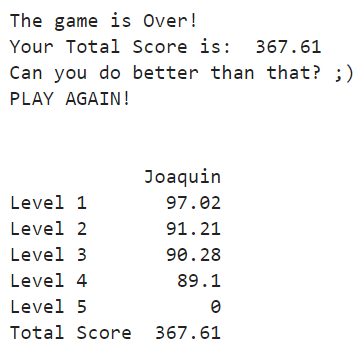 The game is Over!
Your Total Score is:  367.61
Can you do better than that? ;)
PLAY AGAIN!
Joaquin
Level 1 97.02
Level 2 91.21
Level 3 90.28
Level 4 89.1
Level 5 0
Total Score 367.61